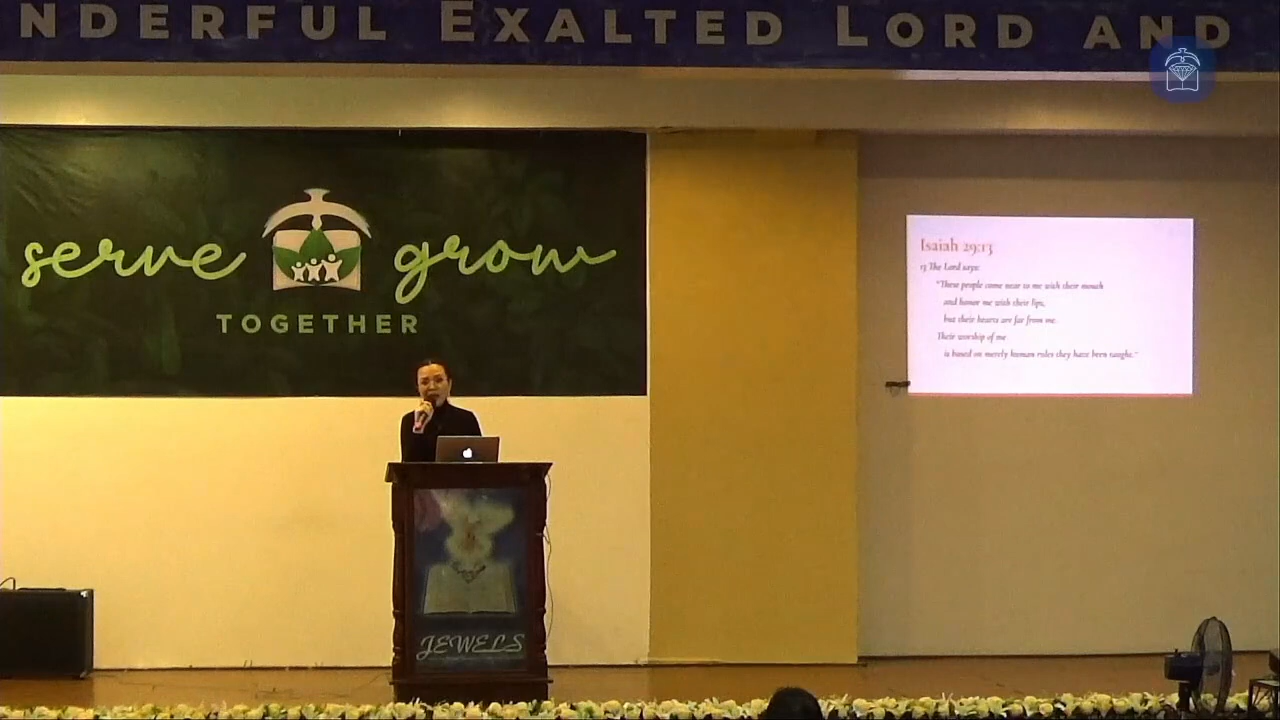 NDERFUL EXALTED LORD AND
serve grow
TOGETHER
Isaiah 29:13
13 The Lord says:
"These people come near to me with their mouth
and honor me with their lips,
but their hearts are far from me.
Their worship of me
is based on merely human rules they have been taught."
JEWELS